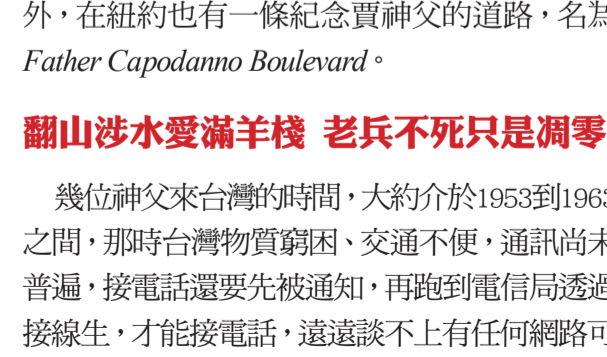 外，在紐約也有一條紀念賈神父的道路，名為
Father Capodanno Boulevard。
翻山涉水愛滿羊棧 老兵不死只是凋零
幾位神父來台灣的時間，大約介於1953到1963
之間，那時台灣物質窮困、交通不便，通訊尚未
普遍，接電話還要先被通知，再跑到電信局透過
接線生，才能接電話，遠遠談不上有任何網路可